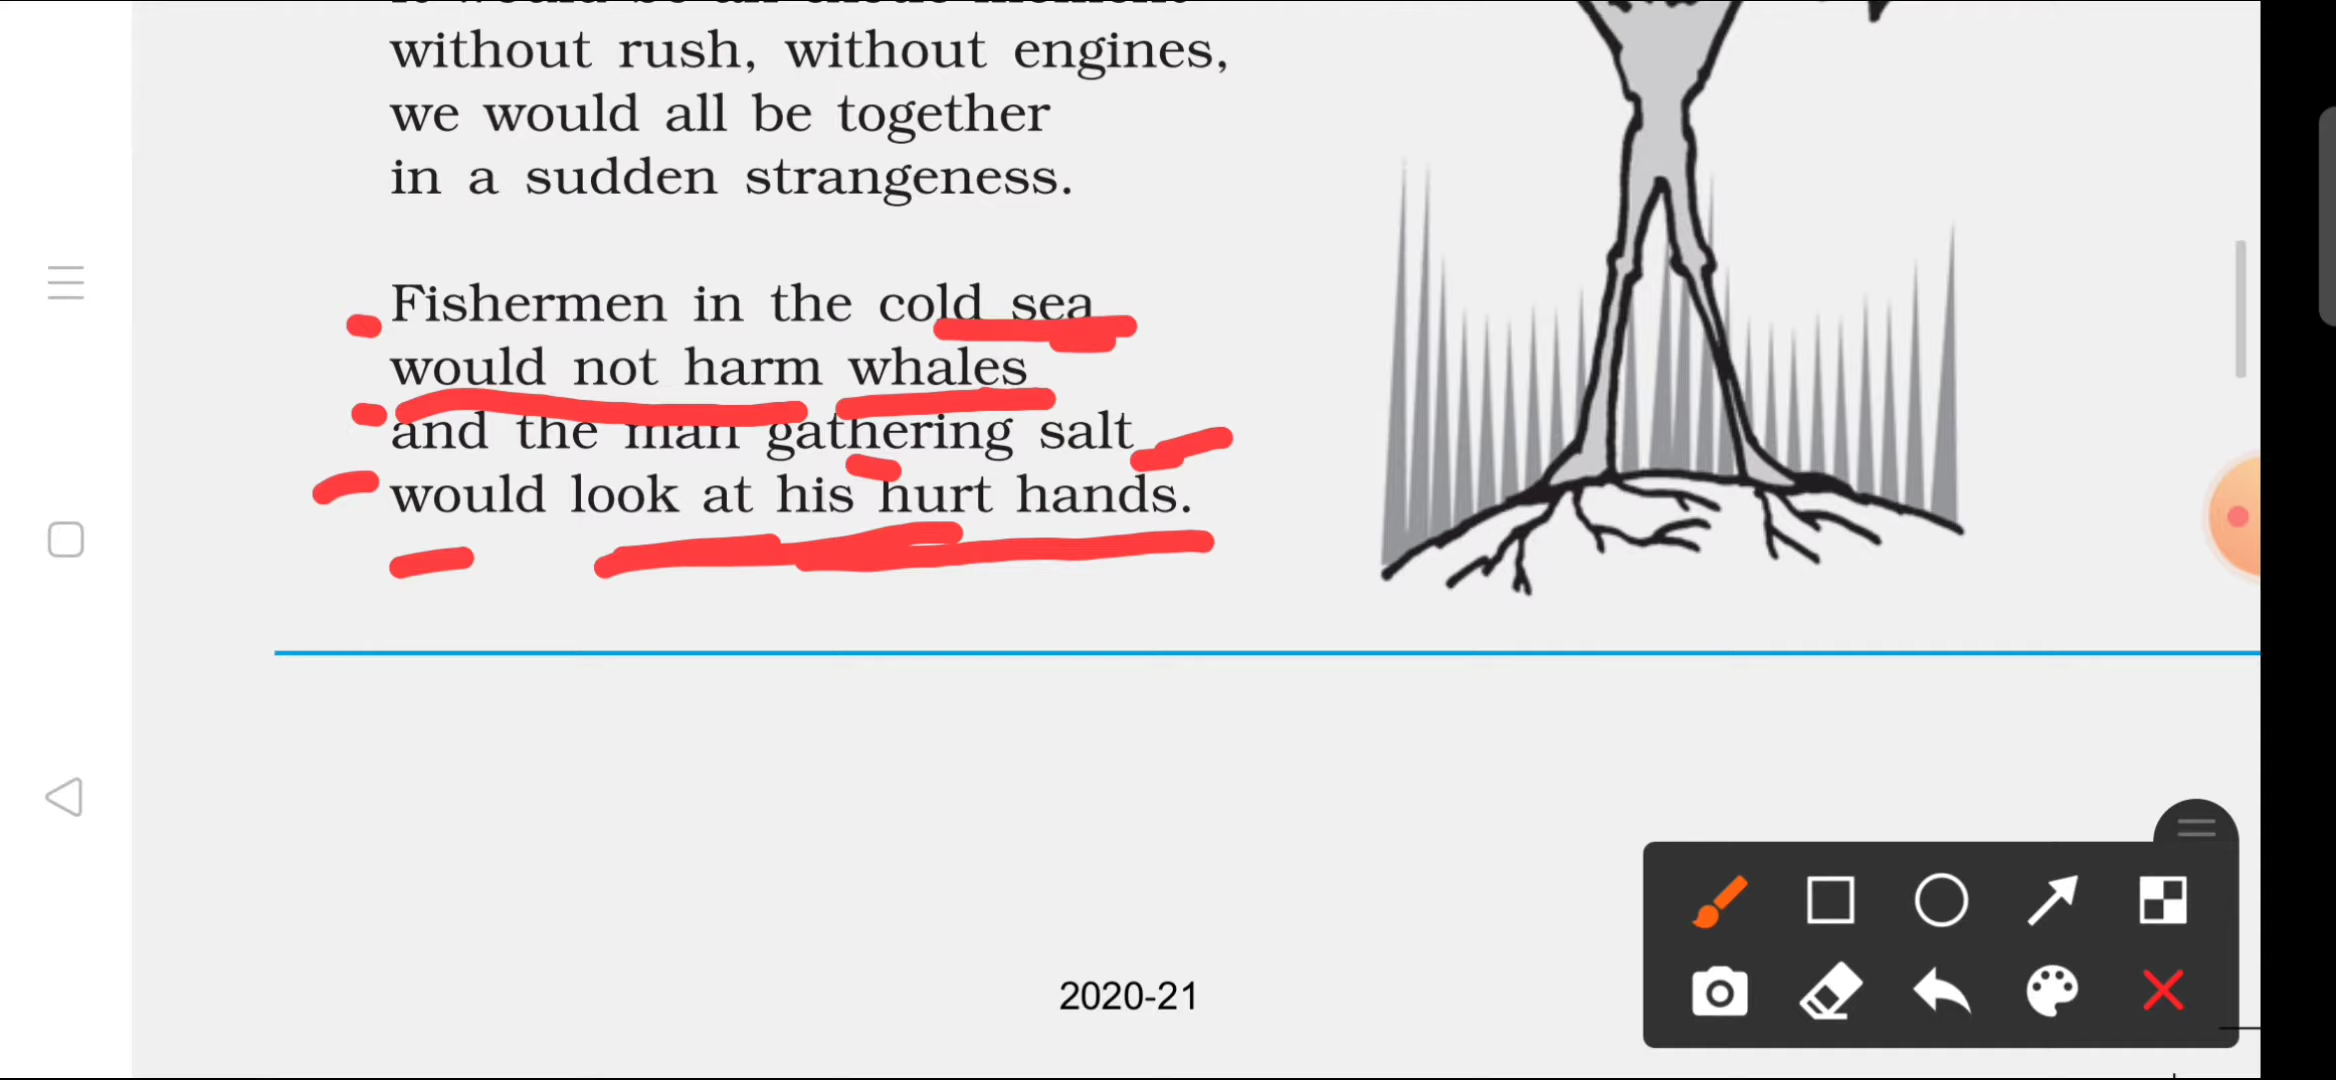 without rush, without engines,
we would all be together
in a sudden strangeness.
Fishermen in the cold sea
would not harm whales
and the man gathering salt
would look at his hurt hands.
2020-21